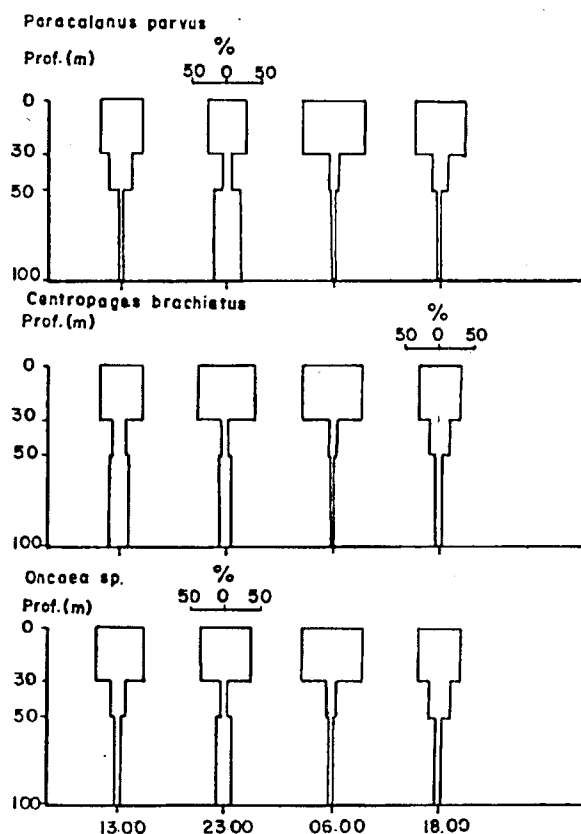 Paracalanus parvus
%
Prof.(m)
50 0 50
0
30
50
100
Centropages brachiatus
Prof.(m)
%
50 0 50
0
30
50
100
Oncaea sp.
%
Prof.(m)
50 0 50
0
30
50
100
13.00 23.00 06.00 18.00